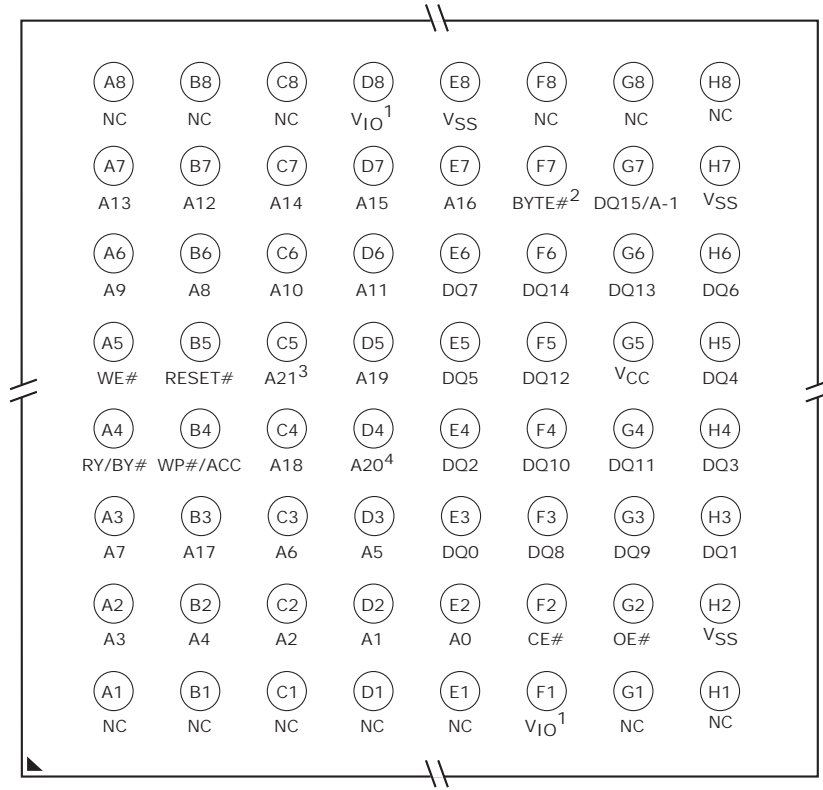 A8 B8 C8 D8 E8 F8 G8 H8
NC NC NC VIO1 VSS NC NC NC
A7 B7 C7 D7 E7 F7 G7 H7
A13 A12 A14 A15 A16 BYTE#2 DQ15/A-1 VSS
A6 B6 C6 D6 E6 F6 G6 H6
A9 A8 A10 A11 DQ7 DQ14 DQ13 DQ6
A5 B5 C5 D5 E5 F5 G5 H5
WE# RESET# A213 A19 DQ5 DQ12 VCC DQ4
A4 B4 C4 D4 E4 F4 G4 H4
RY/BY# WP#/ACC A18 A204 DQ2 DQ10 DQ11 DQ3
A3 B3 C3 D3 E3 F3 G3 H3
A7 A17 A6 A5 DQ0 DQ8 DQ9 DQ1
A2 B2 C2 D2 E2 F2 G2 H2
A3 A4 A2 A1 A0 CE# OE# VSS
A1 B1 C1 D1 E1 F1 G1 H1
NC NC NC NC NC VIO1 NC NC